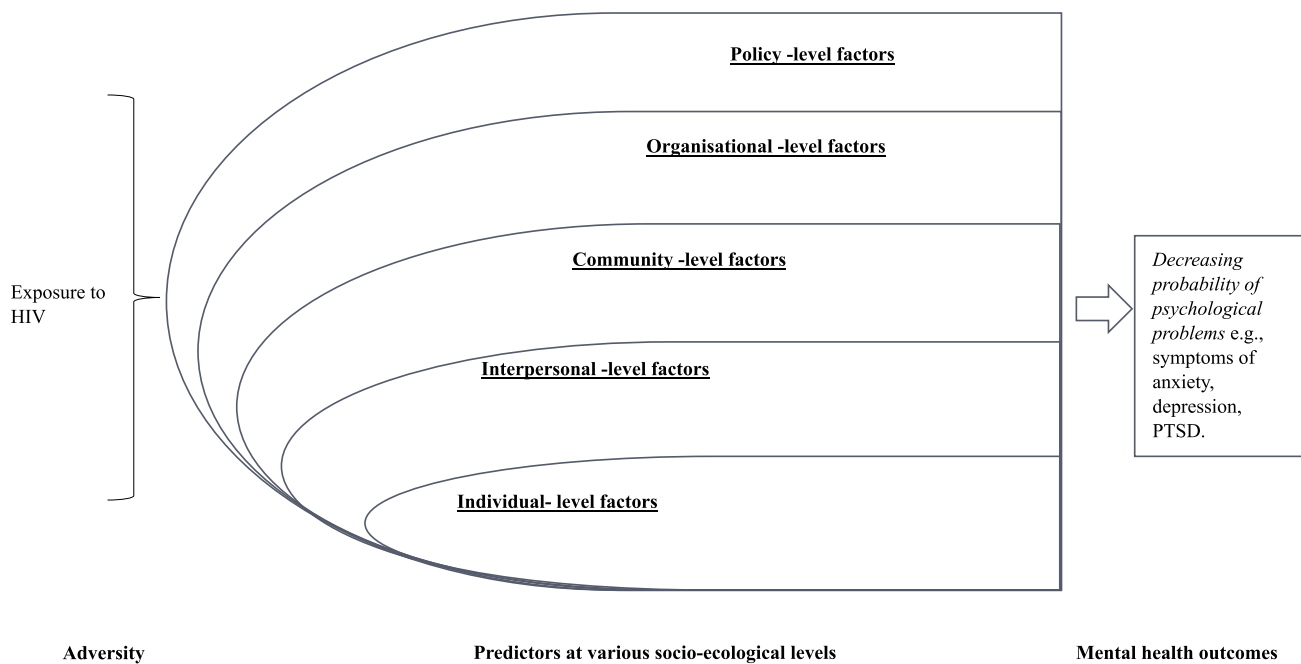 Policy -level factors
Organisational -level factors
Community -level factors
Interpersonal -level factors
Individual- level factors
Exposure to
HIV
Decreasing
probability of
psychological
problems e.g.,
symptoms of
anxiety,
depression,
PTSD.
Adversity
Predictors at various socio-ecological levels
Mental health outcomes